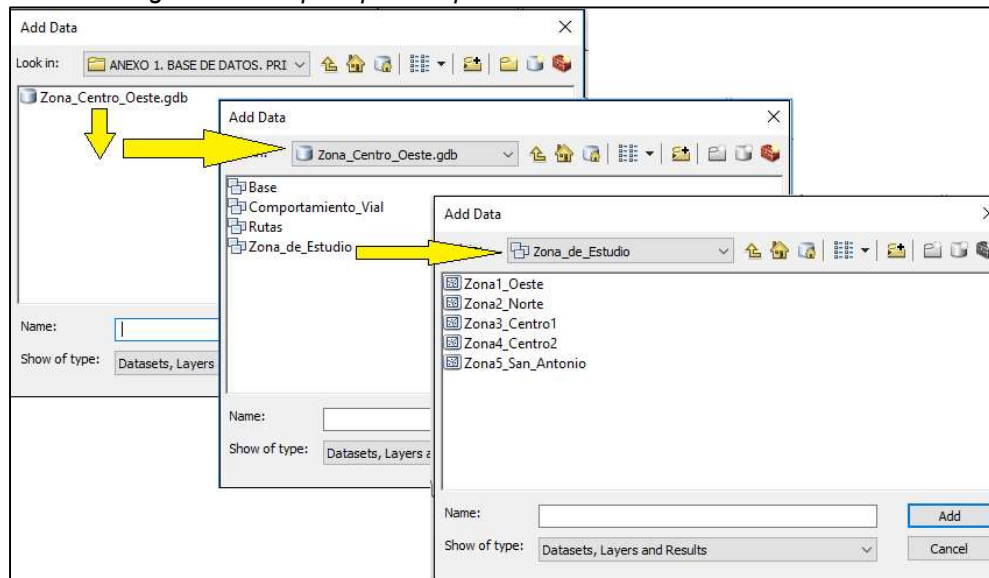 Add Data
Look in: ANEXO 1. BASE DE DATOS. PRI
Zona_Centro_Oeste.gdb
Name:
Show of type: Datasets, Layers
Add Data
Zona_Centro_Oeste.gdb
Base
Comportamiento_Vial
Rutas
Zona_de_Estudio
Name:
Show of type: Datasets, Layers
Add Data
Zona_de_Estudio
Zona1_Oeste
Zona2_Norte
Zona3_Centro1
Zona4_Centro2
Zona5_San_Antonio
Name:
Add
Show of type: Datasets, Layers and Results
Cancel